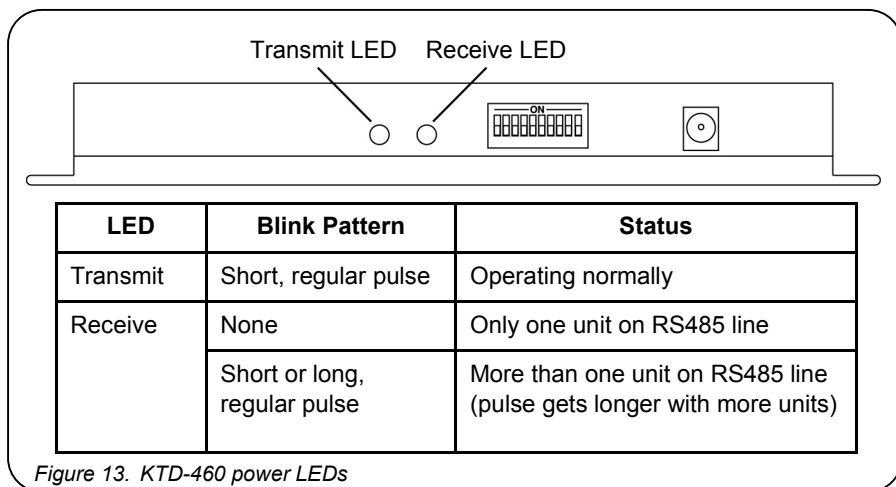 Transmit LED Receive LED
ON
LED Blink Pattern Status
Transmit Short, regular pulse Operating normally
Receive None Only one unit on RS485 line
Short or long, More than one unit on RS485 line
regular pulse (pulse gets longer with more units)
Figure 13. KTD-460 power LEDs